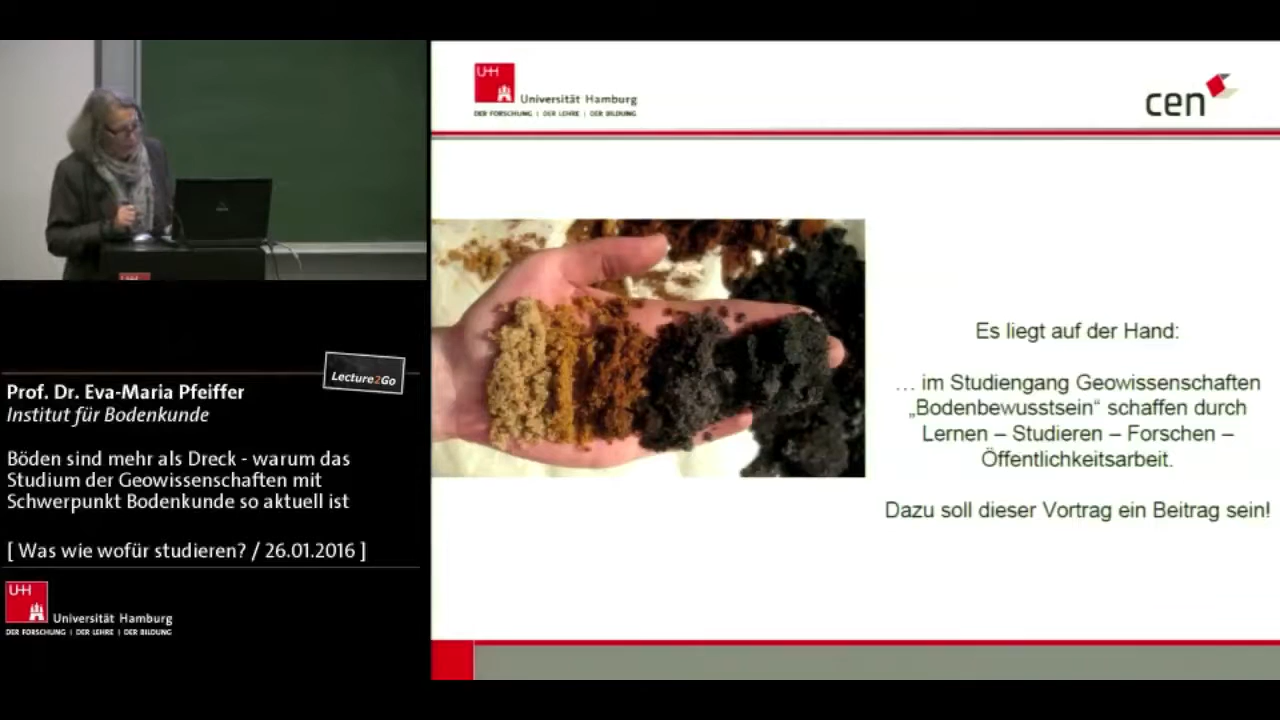 Prof. Dr. Eva-Maria Pfeiffer
Institut für Bodenkunde
Lecture2Go
Böden sind mehr als Dreck - warum das
Studium der Geowissenschaften mit
Schwerpunkt Bodenkunde so aktuell ist
[ Was wie wofür studieren? / 26.01.2016 ]
UHH
Universität Hamburg
DER FORSCHUNG | DER LEHRE | DER BILDUNG
UHH
Universität Hamburg
DER FORSCHUNG | DER LEHRE | DER BILDUNG
cen
Es liegt auf der Hand:
… im Studiengang Geowissenschaften
„Bodenbewusstsein“ schaffen durch
Lernen – Studieren – Forschen –
Öffentlichkeitsarbeit.
Dazu soll dieser Vortrag ein Beitrag sein!